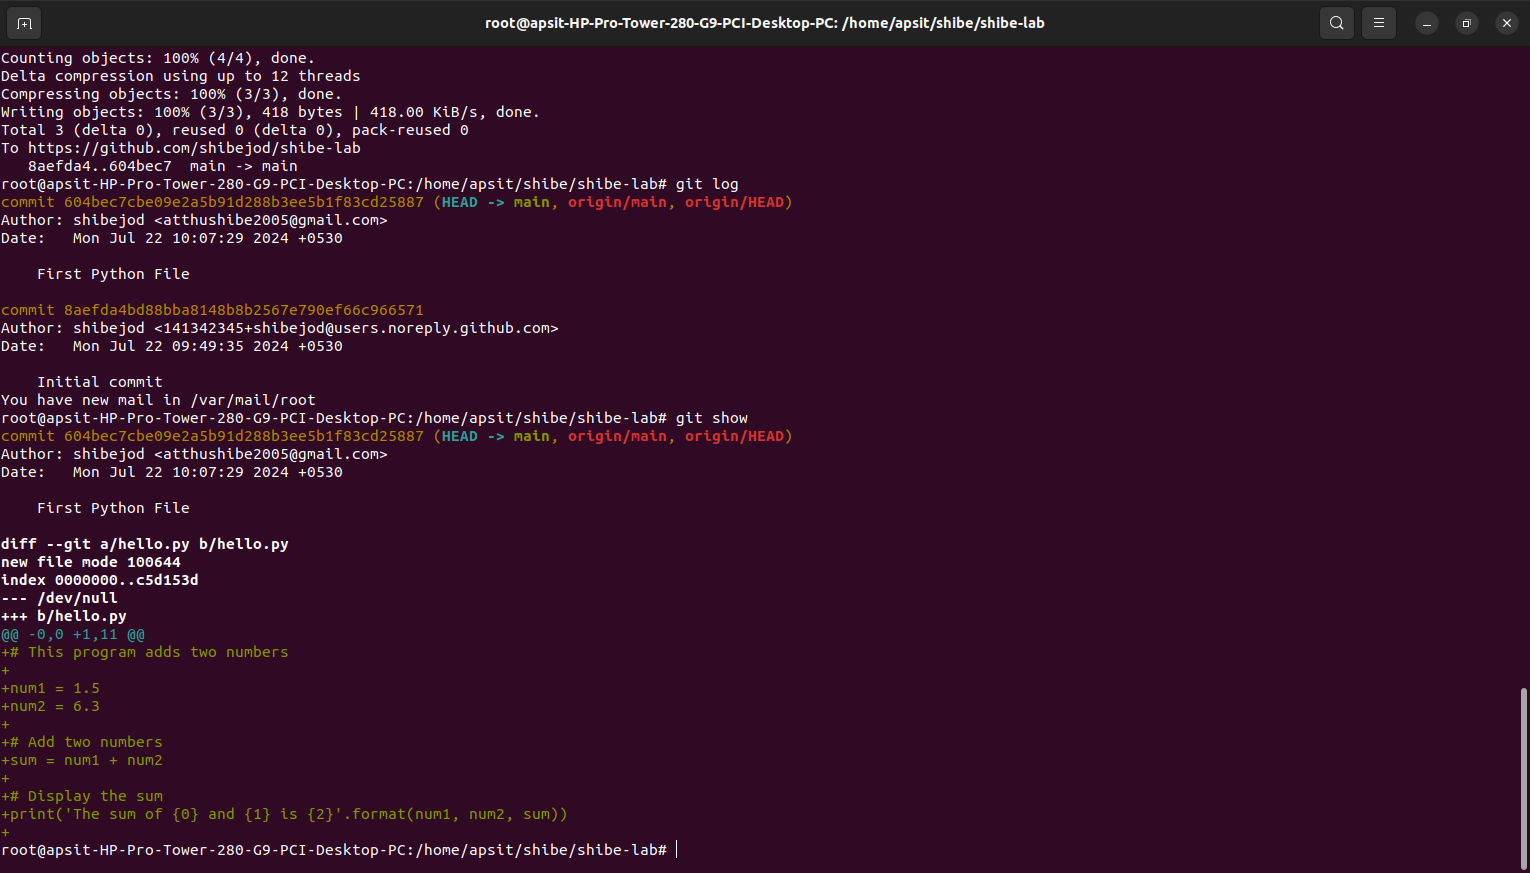 root@apsit-HP-Pro-Tower-280-G9-PCI-Desktop-PC: /home/apsit/shibe/shibe-lab
Counting objects: 100% (4/4), done.
Delta compression using up to 12 threads
Compressing objects: 100% (3/3), done.
Writing objects: 100% (3/3), 418 bytes | 418.00 KiB/s, done.
Total 3 (delta 0), reused 0 (delta 0), pack-reused 0
To https://github.com/shibejod/shibe-lab
   8aefda4..604bec7  main -> main
root@apsit-HP-Pro-Tower-280-G9-PCI-Desktop-PC:/home/apsit/shibe/shibe-lab# git log
commit 604bec7cbe09e2a5b91d288b3ee5b1f83cd25887 (HEAD -> main, origin/main, origin/HEAD)
Author: shibejod <atthushibe2005@gmail.com>
Date:   Mon Jul 22 10:07:29 2024 +0530

    First Python File

commit 8aefda4bd88bba8148b8b2567e790ef66c966571
Author: shibejod <141342345+shibejod@users.noreply.github.com>
Date:   Mon Jul 22 09:49:35 2024 +0530

    Initial commit
You have new mail in /var/mail/root
root@apsit-HP-Pro-Tower-280-G9-PCI-Desktop-PC:/home/apsit/shibe/shibe-lab# git show
commit 604bec7cbe09e2a5b91d288b3ee5b1f83cd25887 (HEAD -> main, origin/main, origin/HEAD)
Author: shibejod <atthushibe2005@gmail.com>
Date:   Mon Jul 22 10:07:29 2024 +0530

    First Python File

diff --git a/hello.py b/hello.py
new file mode 100644
index 0000000..c5d153d
--- /dev/null
+++ b/hello.py
@@ -0,0 +1,11 @@
+# This program adds two numbers
+
+num1 = 1.5
+num2 = 6.3
+
+# Add two numbers
+sum = num1 + num2
+
+# Display the sum
+print('The sum of {0} and {1} is {2}'.format(num1, num2, sum))
+
root@apsit-HP-Pro-Tower-280-G9-PCI-Desktop-PC:/home/apsit/shibe/shibe-lab#